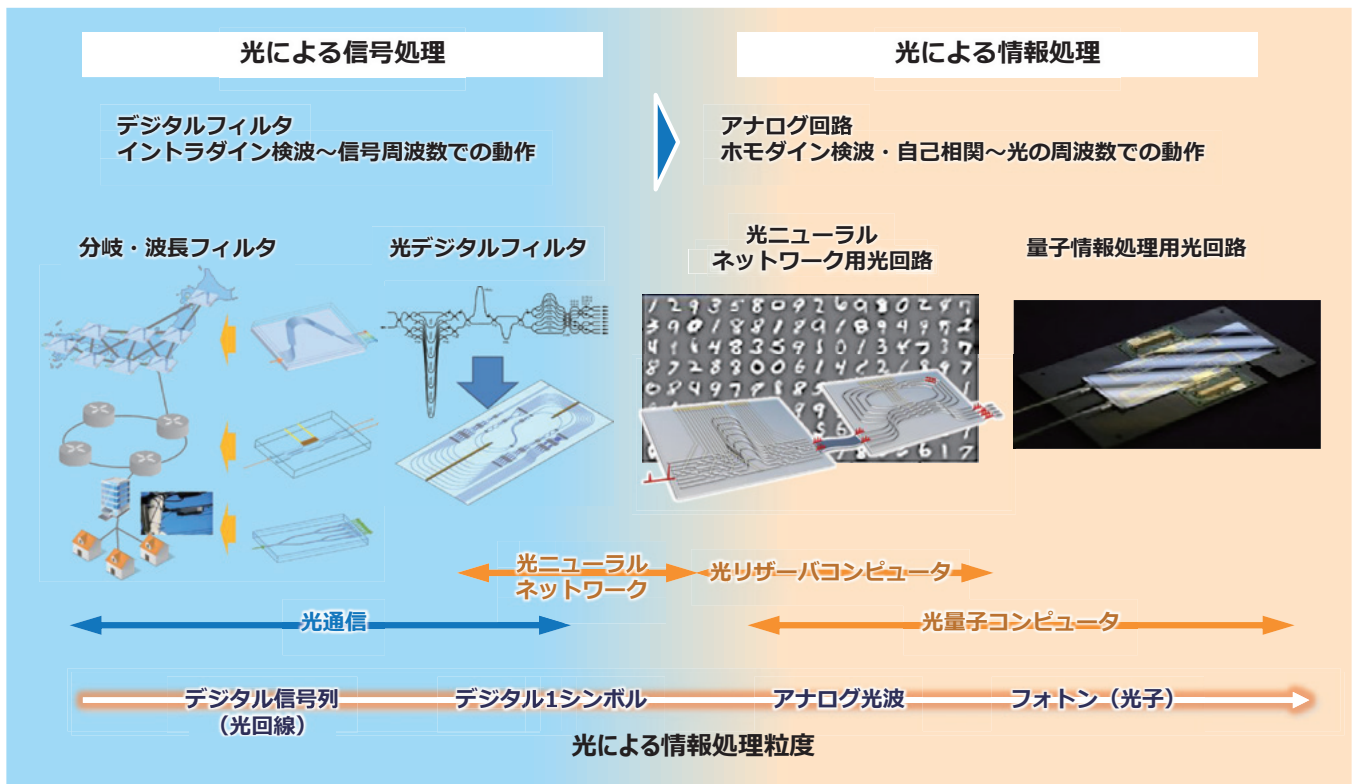 光による信号処理
光による情報処理
デジタルフィルタ
イントラダイン検波～信号周波数での動作
アナログ回路
ホモダイン検波・自己相関～光の周波数での動作
分岐・波長フィルタ
光デジタルフィルタ
光ニューラル
ネットワーク用光回路
量子情報処理用光回路
光ニューラル
ネットワーク
光リザーバコンピュータ
光通信
光量子コンピュータ
デジタル信号列
（光回線）
デジタル1シンボル
アナログ光波
フォトン（光子）
光による情報処理粒度